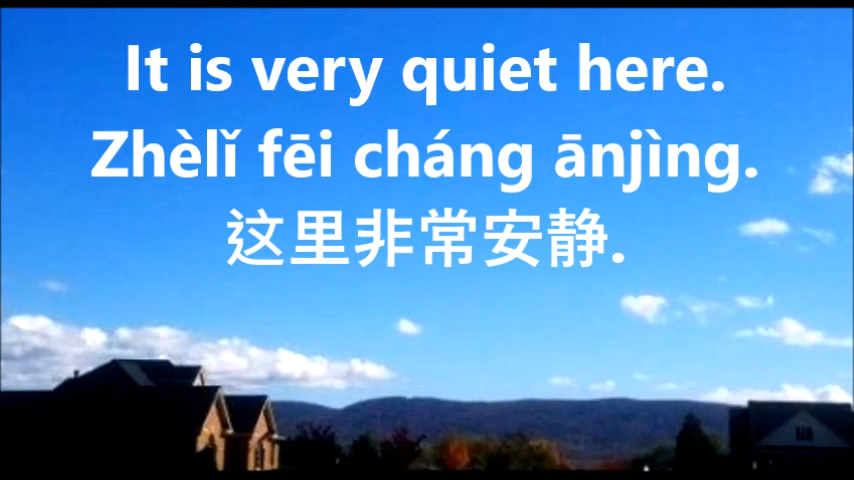 It is very quiet here.
Zhèlǐ fēi cháng ānjìng.
这里非常安静.